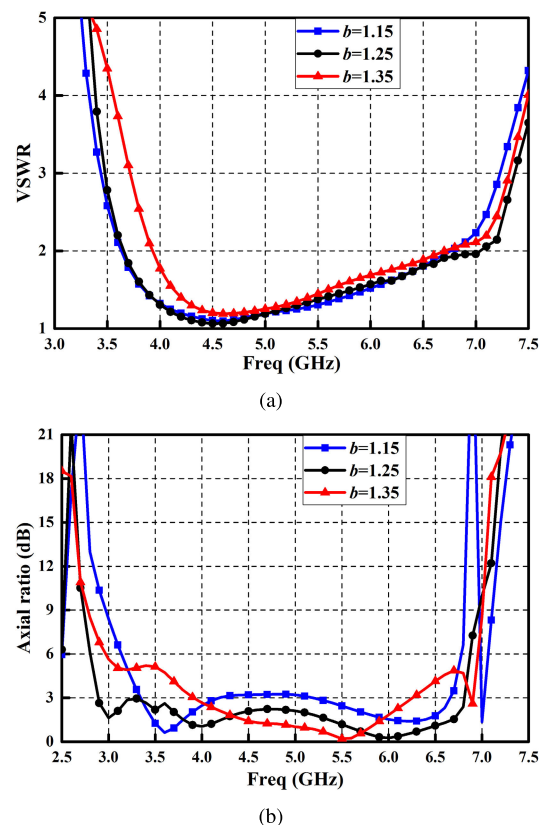 5
4
3
2
1
VSWR
b=1.15
b=1.25
b=1.35
3.0 3.5 4.0 4.5 5.0 5.5 6.0 6.5 7.0 7.5
Freq (GHz)
(a)
21
18
15
12
9
6
3
0
Axial ratio (dB)
b=1.15
b=1.25
b=1.35
2.5 3.0 3.5 4.0 4.5 5.0 5.5 6.0 6.5 7.0 7.5
Freq (GHz)
(b)